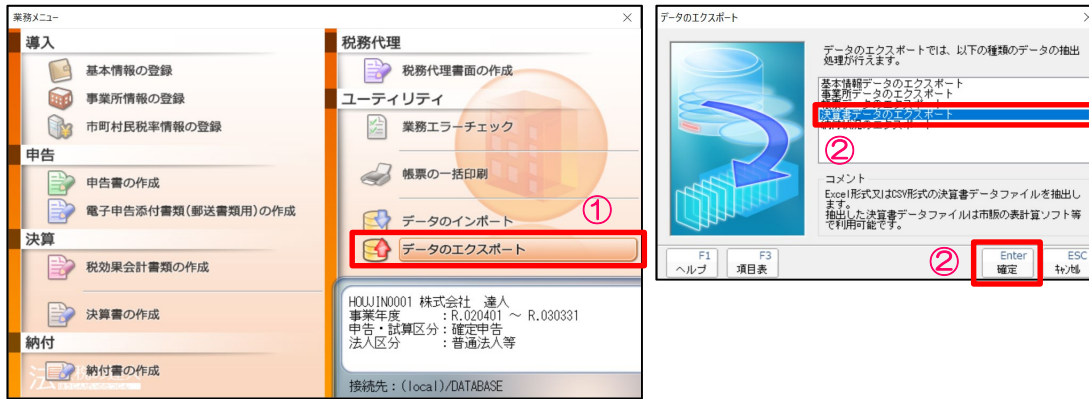 業務メニュー
導入
基本情報の登録
事業所情報の登録
市町村民税率情報の登録
申告
申告書の作成
電子申告添付書類(郵送書類用)の作成
決算
税効果会計書類の作成
決算書の作成
納付
納付書の作成
税務代理
税務代理書面の作成
ユーティリティ
業務エラーチェック
帳票の一括印刷
データのインポート
①
データのエクスポート
HOUJIN0001 株式会社 達人
事業年度 :R.020401 ~ R.030331
申告・試算区分:確定申告
法人区分 :普通法人等
接続先:(local)/DATABASE
データのエクスポート
データのエクスポートでは、以下の種類のデータの抽出
処理が行えます。
基本情報データのエクスポート
事業所データのエクスポート
決算書データのエクスポート
②
コメント
Excel形式又はCSV形式の決算書データファイルを抽出し
ます。
抽出した決算書データファイルは市販の表計算ソフト等
で利用可能です。
F1 F3 Enter ESC
ヘルプ 項目表 ② 確定 キャンセル